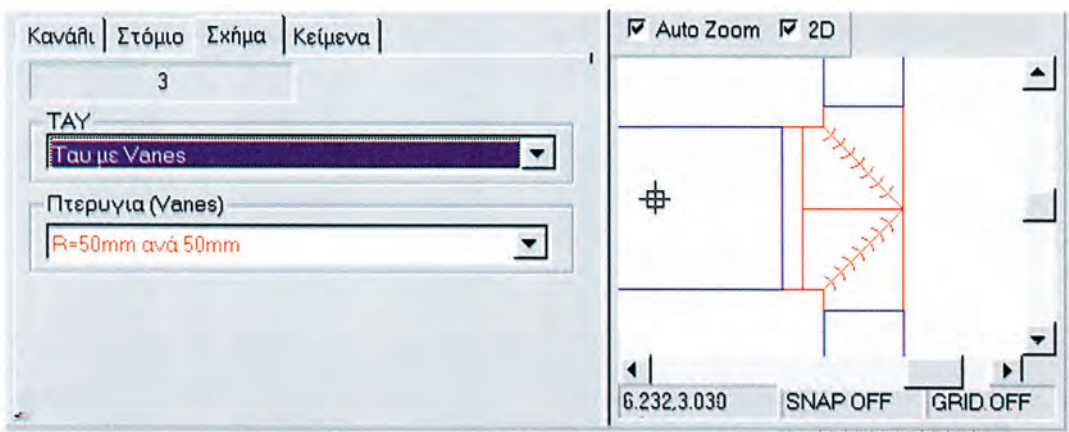 Κανάλι Στόμιο Σχήμα Κείμενα
3
ΤΑΥ
Ταυ με Vanes
Πτερυγια (Vanes)
R=50mm ανά 50mm
Auto Zoom 2D
6.232,3.030 SNAP OFF GRID OFF